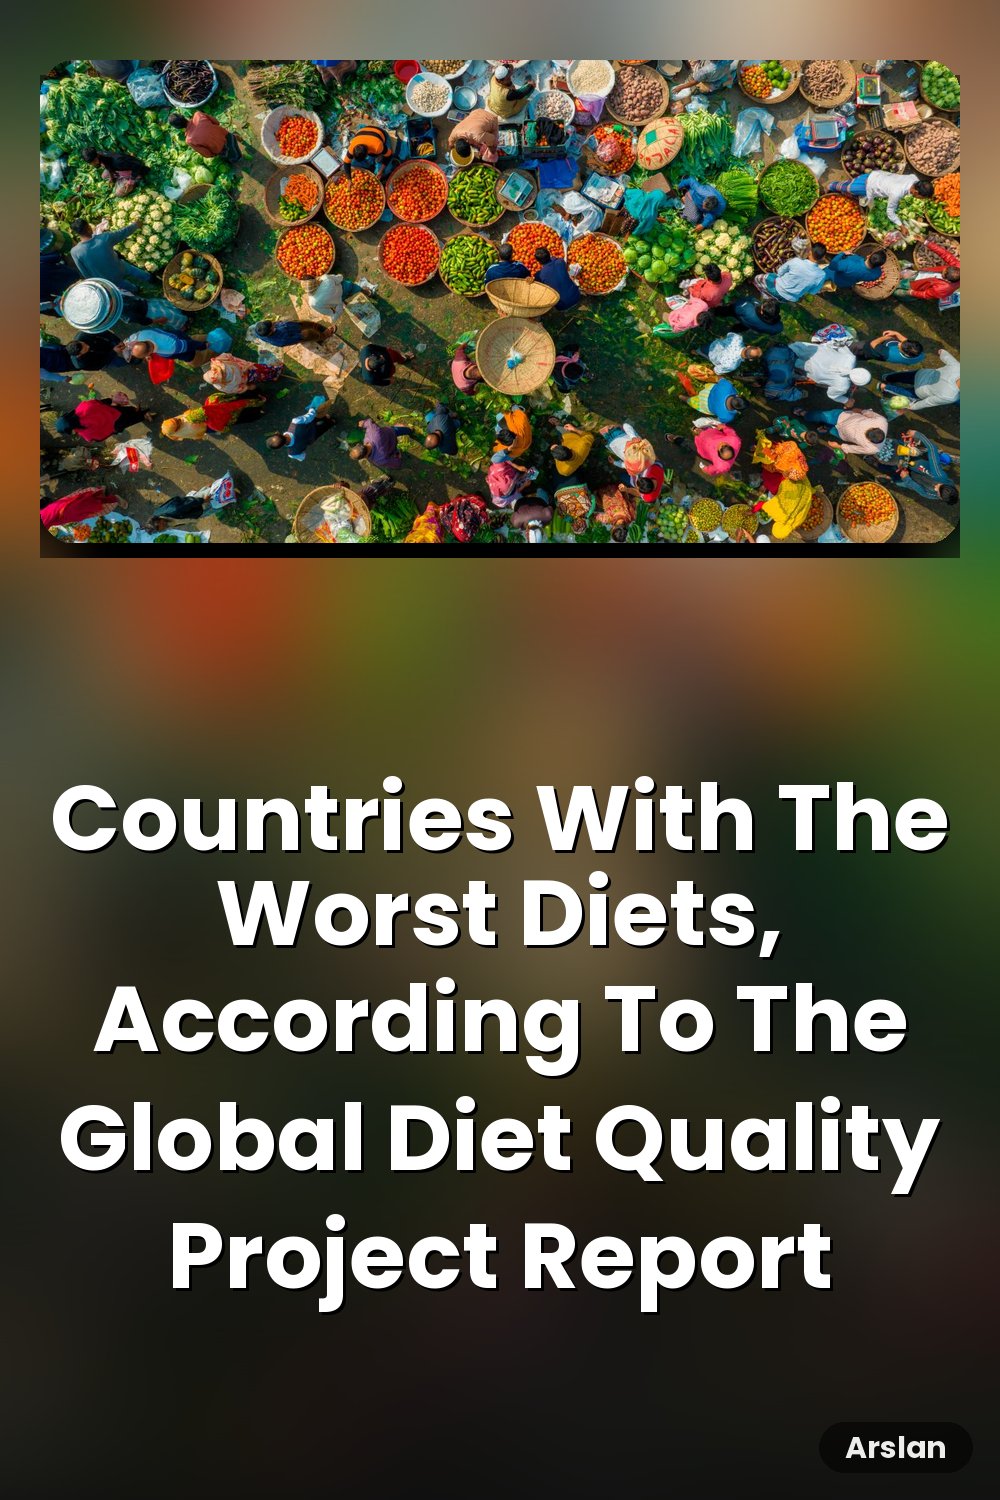 Countries With The
Worst Diets,
According To The
Global Diet Quality
Project Report
Arslan